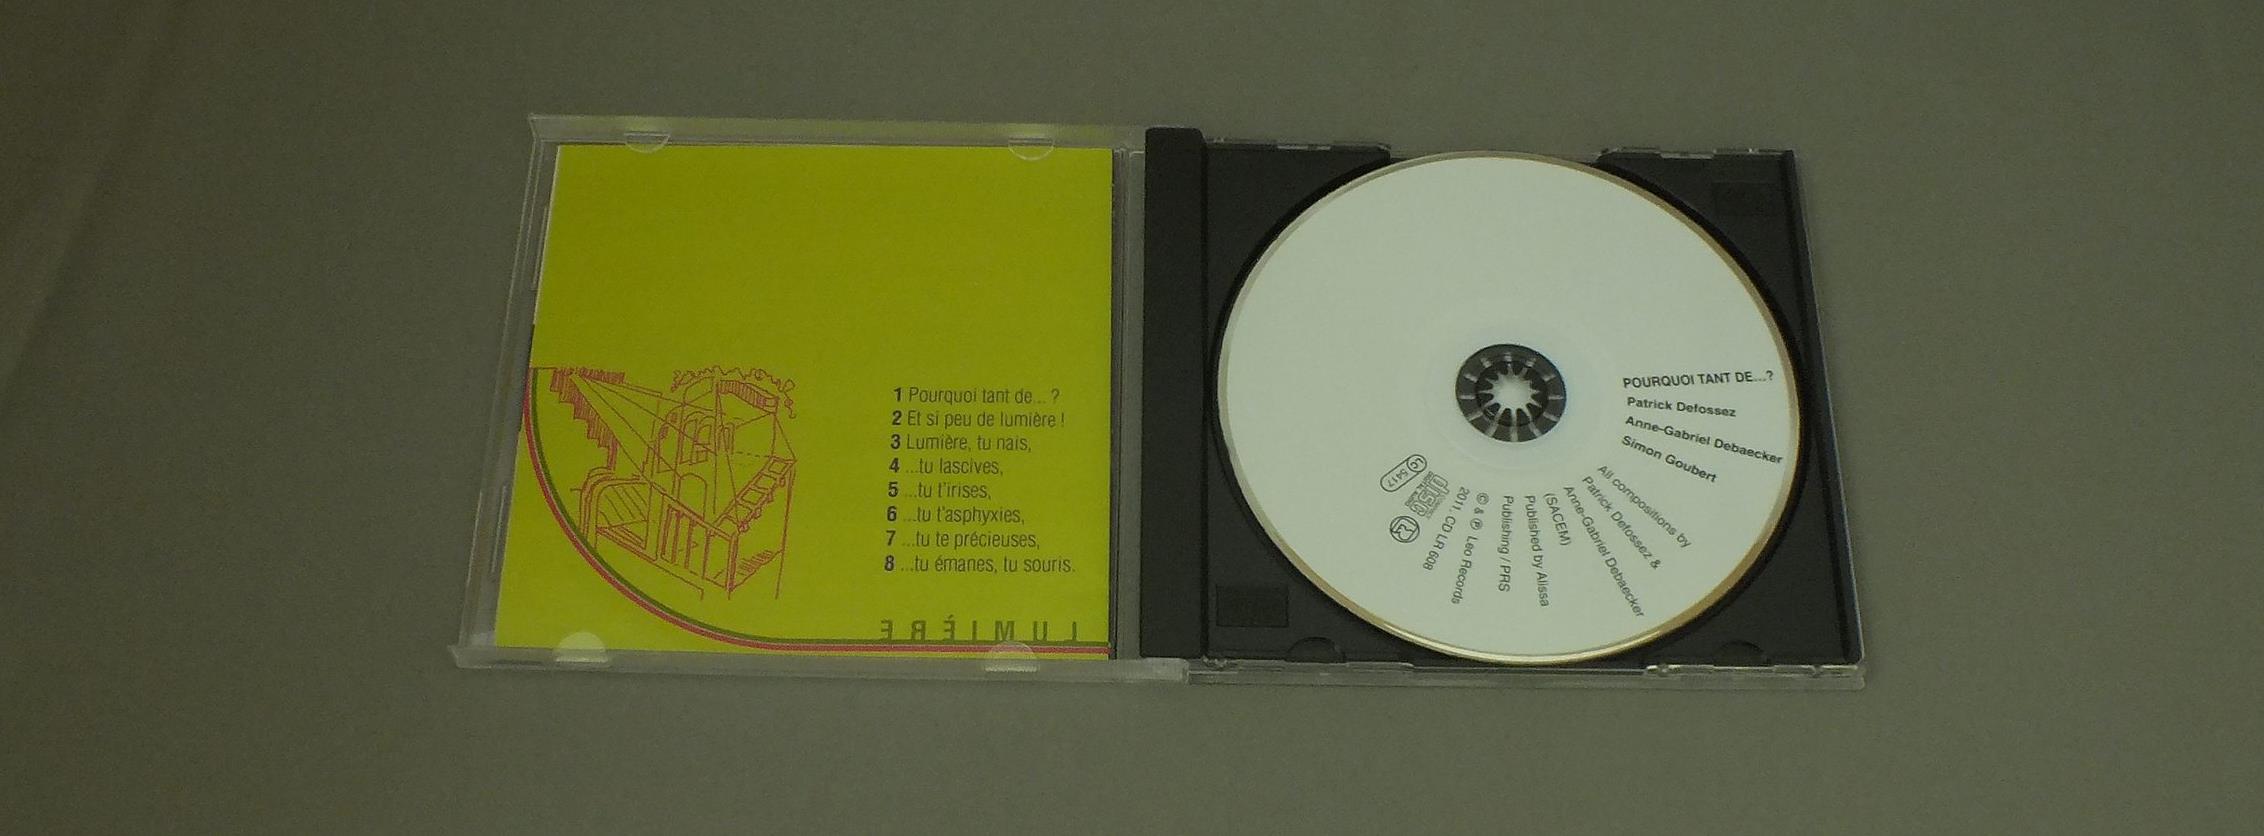 1 Pourquoi tant de... ?
2 Et si peu de lumière !
3 Lumière, tu nais,
4 ...tu lascives,
5 ...tu t'irises,
6 ...tu t'asphyxies,
7 ...tu te précieuses,
8 ...tu émanes, tu souris.
LUMIÈRE
POURQUOI TANT DE...?
Patrick Defossez
Anne-Gabriel Debaecker
Simon Goubert
All compositions by
Patrick Defossez &
Anne-Gabriel Debaecker
(SACEM)
Published by Alissa
Publishing / PRS
© & ℗ Leo Records
2011. CD LR 608
disc
LC 5417